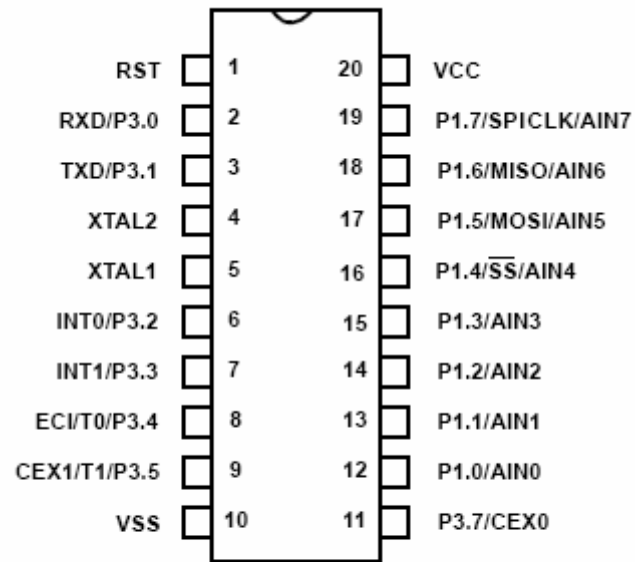 RST 1 20 VCC
RXD/P3.0 2 19 P1.7/SPICLK/AIN7
TXD/P3.1 3 18 P1.6/MISO/AIN6
XTAL2 4 17 P1.5/MOSI/AIN5
XTAL1 5 16 P1.4/S̅S̅/AIN4
INT0/P3.2 6 15 P1.3/AIN3
INT1/P3.3 7 14 P1.2/AIN2
ECI/T0/P3.4 8 13 P1.1/AIN1
CEX1/T1/P3.5 9 12 P1.0/AIN0
VSS 10 11 P3.7/CEX0